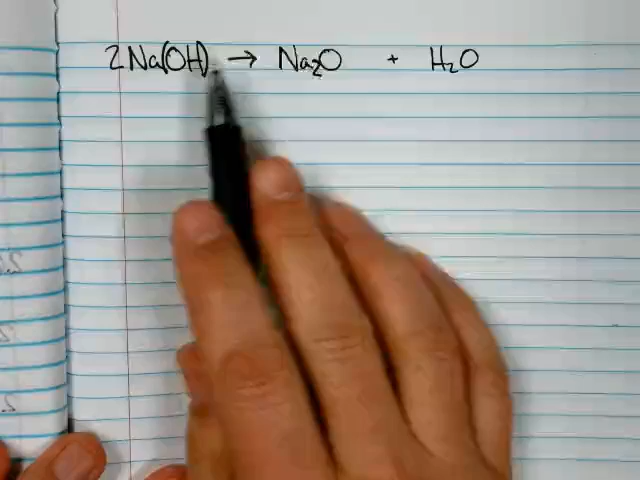 2Na(OH) → Na₂O + H₂O